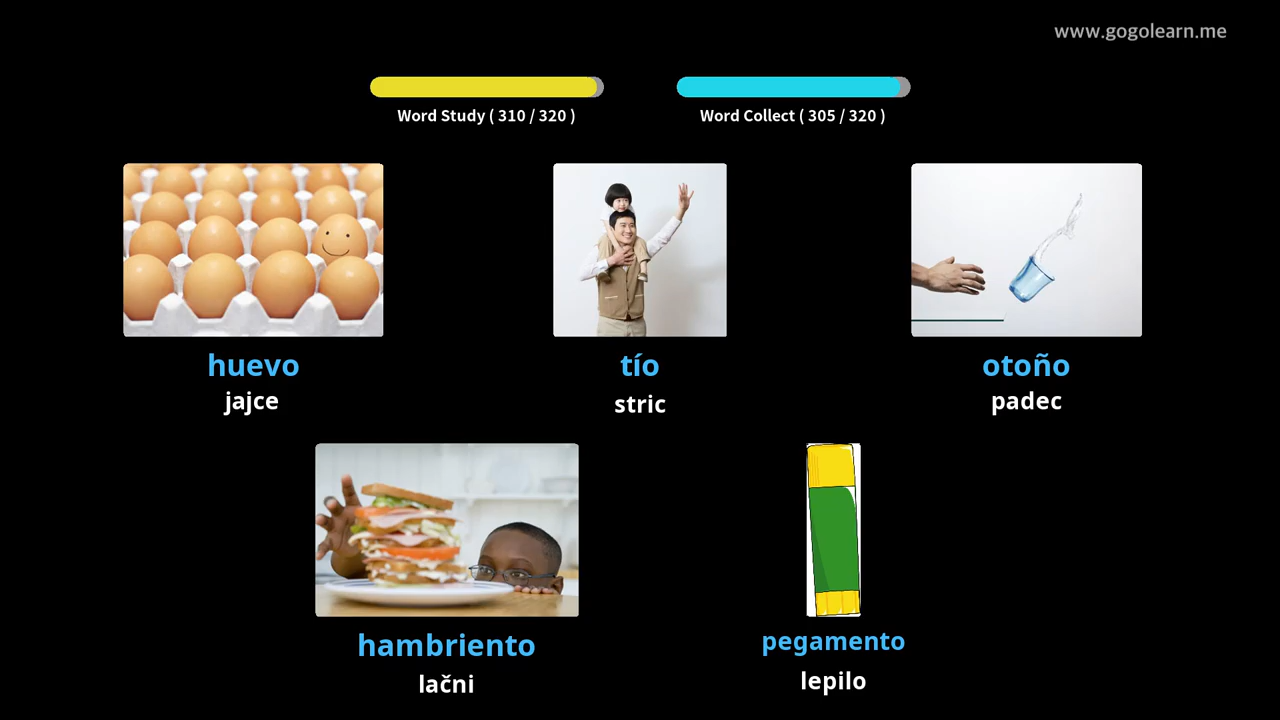 www.gogolearn.me
Word Study ( 310 / 320 )
Word Collect ( 305 / 320 )
huevo
jajce
tío
stric
otoño
padec
hambriento
lačni
pegamento
lepilo